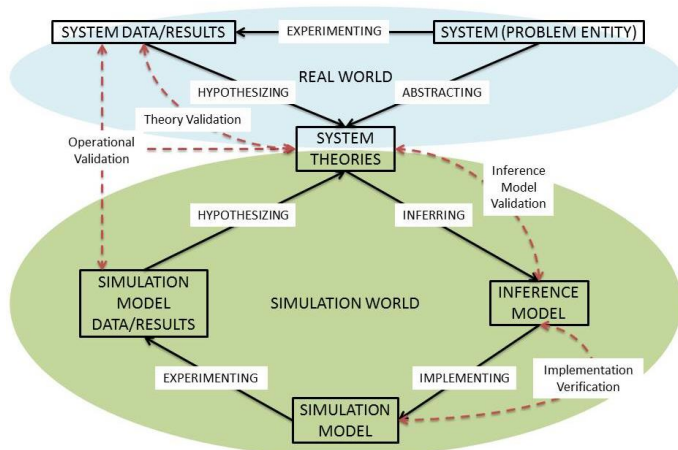 SYSTEM DATA/RESULTS
EXPERIMENTING
SYSTEM (PROBLEM ENTITY)
REAL WORLD
HYPOTHESIZING
ABSTRACTING
Theory Validation
Operational
Validation
SYSTEM
THEORIES
Inference
Model
Validation
HYPOTHESIZING
INFERRING
SIMULATION
MODEL
DATA/RESULTS
SIMULATION WORLD
INFERENCE
MODEL
EXPERIMENTING
IMPLEMENTING
Implementation
Verification
SIMULATION
MODEL